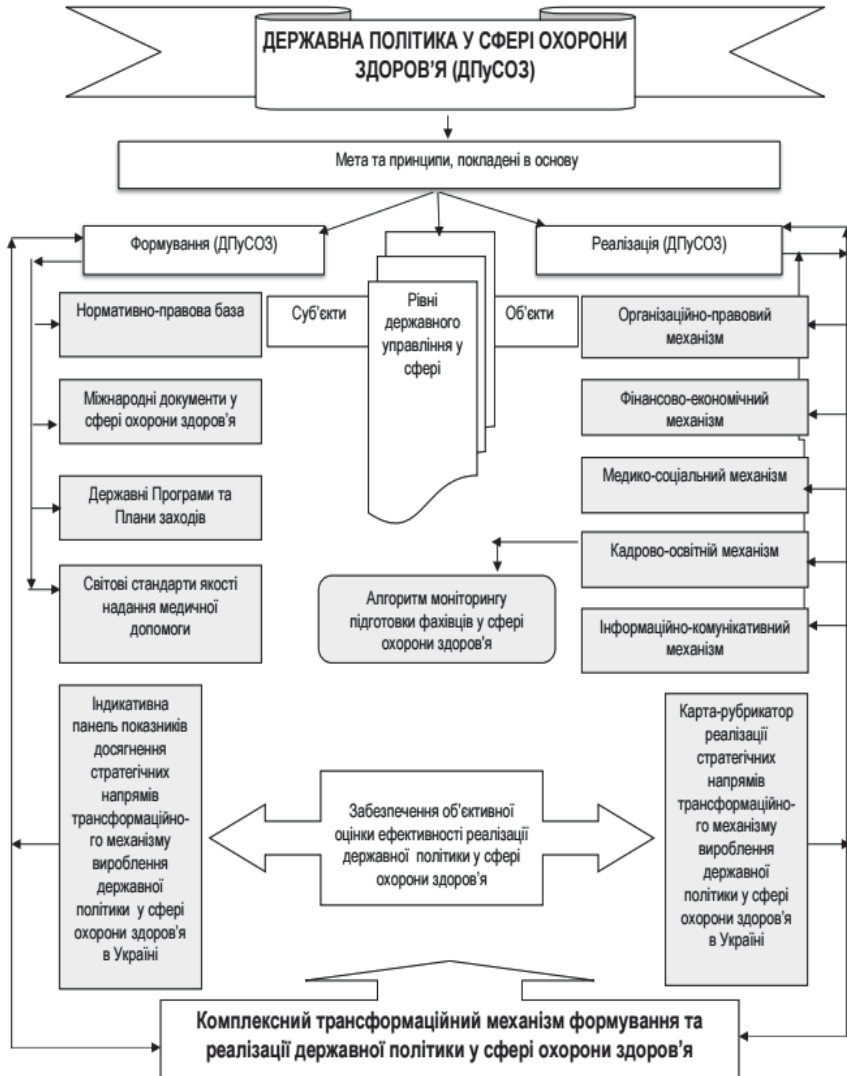 ДЕРЖАВНА ПОЛІТИКА У СФЕРІ ОХОРОНИ
ЗДОРОВ’Я (ДПуСОЗ)
Мета та принципи, покладені в основу
Формування (ДПуСОЗ)
Реалізація (ДПуСОЗ)
Нормативно-правова база
Міжнародні документи у
сфері охорони здоров’я
Державні Програми та
Плани заходів
Світові стандарти якості
надання медичної
допомоги
Суб’єкти
Рівні
державного
управління у
сфері
Об’єкти
Організаційно-правовий
механізм
Фінансово-економічний
механізм
Медико-соціальний механізм
Кадрово-освітній механізм
Інформаційно-комунікативний
механізм
Алгоритм моніторингу
підготовки фахівців у сфері
охорони здоров'я
Індикативна
панель показників
досягнення
стратегічних
напрямів
трансформаційно-
го механізму
вироблення
державної
політики у сфері
охорони здоров'я
в Україні
Забезпечення об’єктивної
оцінки ефективності реалізації
державної політики у сфері
охорони здоров’я
Карта-рубрикатор
реалізації
стратегічних
напрямів
трансформаційно-
го механізму
вироблення
державної
політики у сфері
охорони здоров'я
в Україні
Комплексний трансформаційний механізм формування та
реалізації державної політики у сфері охорони здоров’я